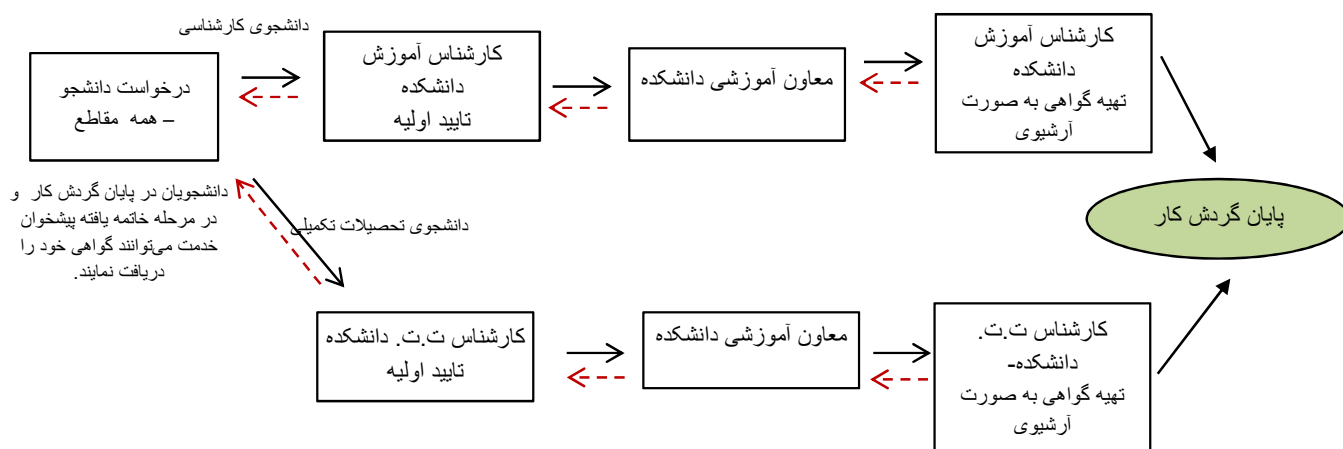 دانشجوی کارشناسی
درخواست دانشجو
– همه مقاطع
کارشناس آموزش
دانشکده
تایید اولیه
معاون آموزشی دانشکده
کارشناس آموزش
دانشکده
تهیه گواهی به صورت
آرشیوی
پایان گردش کار
دانشجویان در پایان گردش کار و
در مرحله خاتمه یافته پیشخوان
خدمت می‌توانند گواهی خود را
دریافت نمایند.
دانشجوی تحصیلات تکمیلی
کارشناس ت.ت. دانشکده
تایید اولیه
معاون آموزشی دانشکده
کارشناس ت.ت.
دانشکده-
تهیه گواهی به صورت
آرشیوی